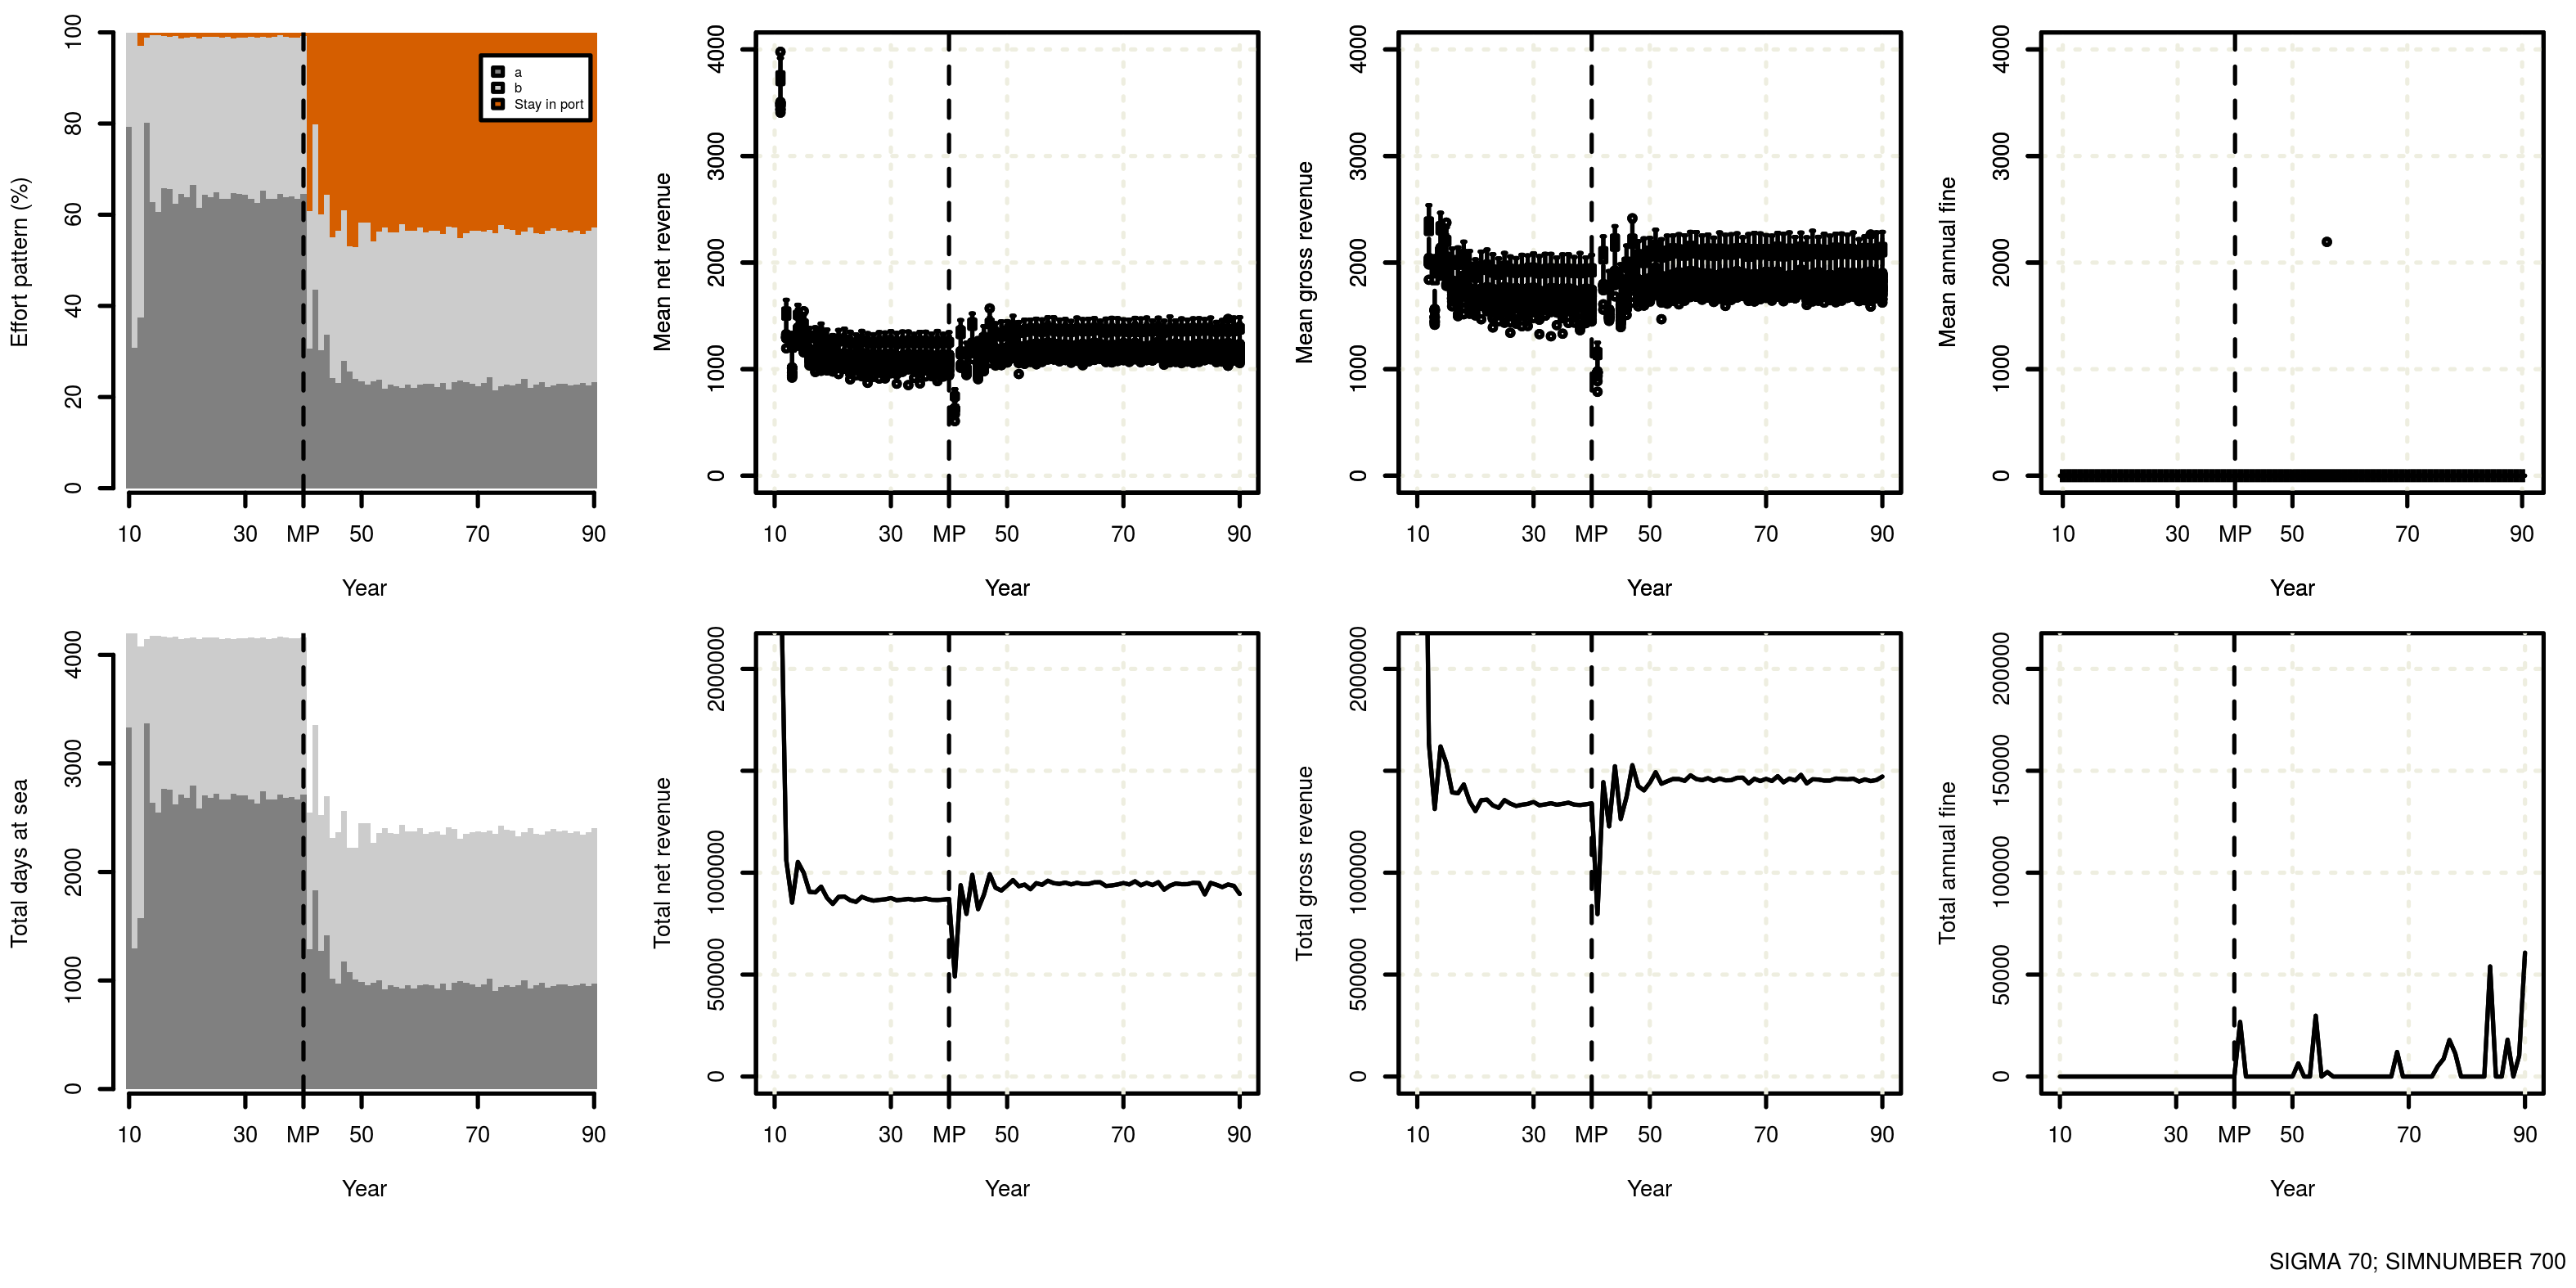 Effort pattern (%)
0 20 40 60 80 100
a
b
Stay in port
10 30 MP 50 70 90
Year
Mean net revenue
0 1000 2000 3000 4000
10 30 MP 50 70 90
Year
Mean gross revenue
0 1000 2000 3000 4000
10 30 MP 50 70 90
Year
Mean annual fine
0 1000 2000 3000 4000
10 30 MP 50 70 90
Year
Total days at sea
0 1000 2000 3000 4000
10 30 MP 50 70 90
Year
Total net revenue
0 500000 1000000 2000000
10 30 MP 50 70 90
Year
Total gross revenue
0 500000 1000000 2000000
10 30 MP 50 70 90
Year
Total annual fine
0 50000 100000 150000 200000
10 30 MP 50 70 90
Year
SIGMA 70; SIMNUMBER 700